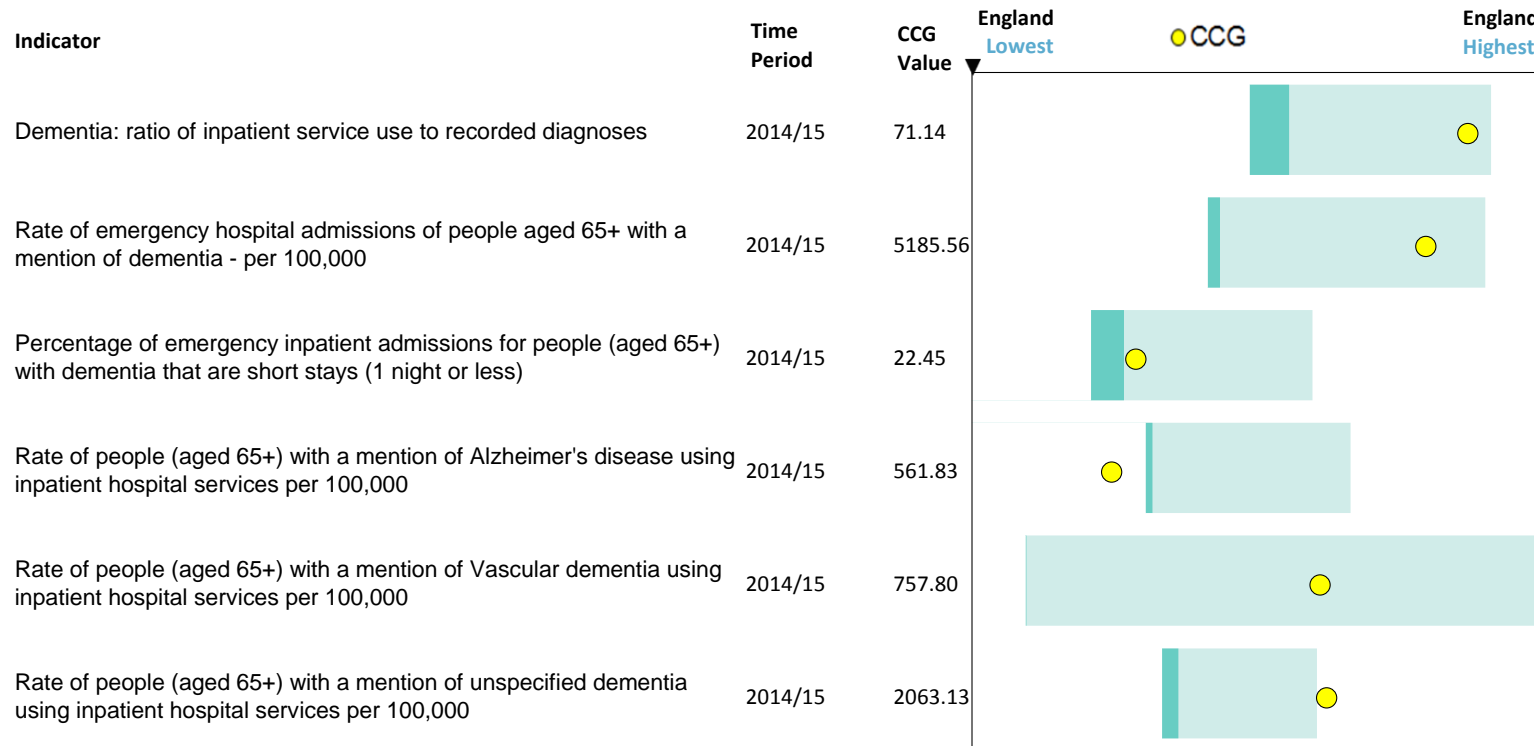 Indicator
Time
Period
CCG
Value
England
Lowest
CCG
England
Highest
Dementia: ratio of inpatient service use to recorded diagnoses
2014/15
71.14
Rate of emergency hospital admissions of people aged 65+ with a
mention of dementia - per 100,000
2014/15
5185.56
Percentage of emergency inpatient admissions for people (aged 65+)
with dementia that are short stays (1 night or less)
2014/15
22.45
Rate of people (aged 65+) with a mention of Alzheimer's disease using
inpatient hospital services per 100,000
2014/15
561.83
Rate of people (aged 65+) with a mention of Vascular dementia using
inpatient hospital services per 100,000
2014/15
757.80
Rate of people (aged 65+) with a mention of unspecified dementia
using inpatient hospital services per 100,000
2014/15
2063.13